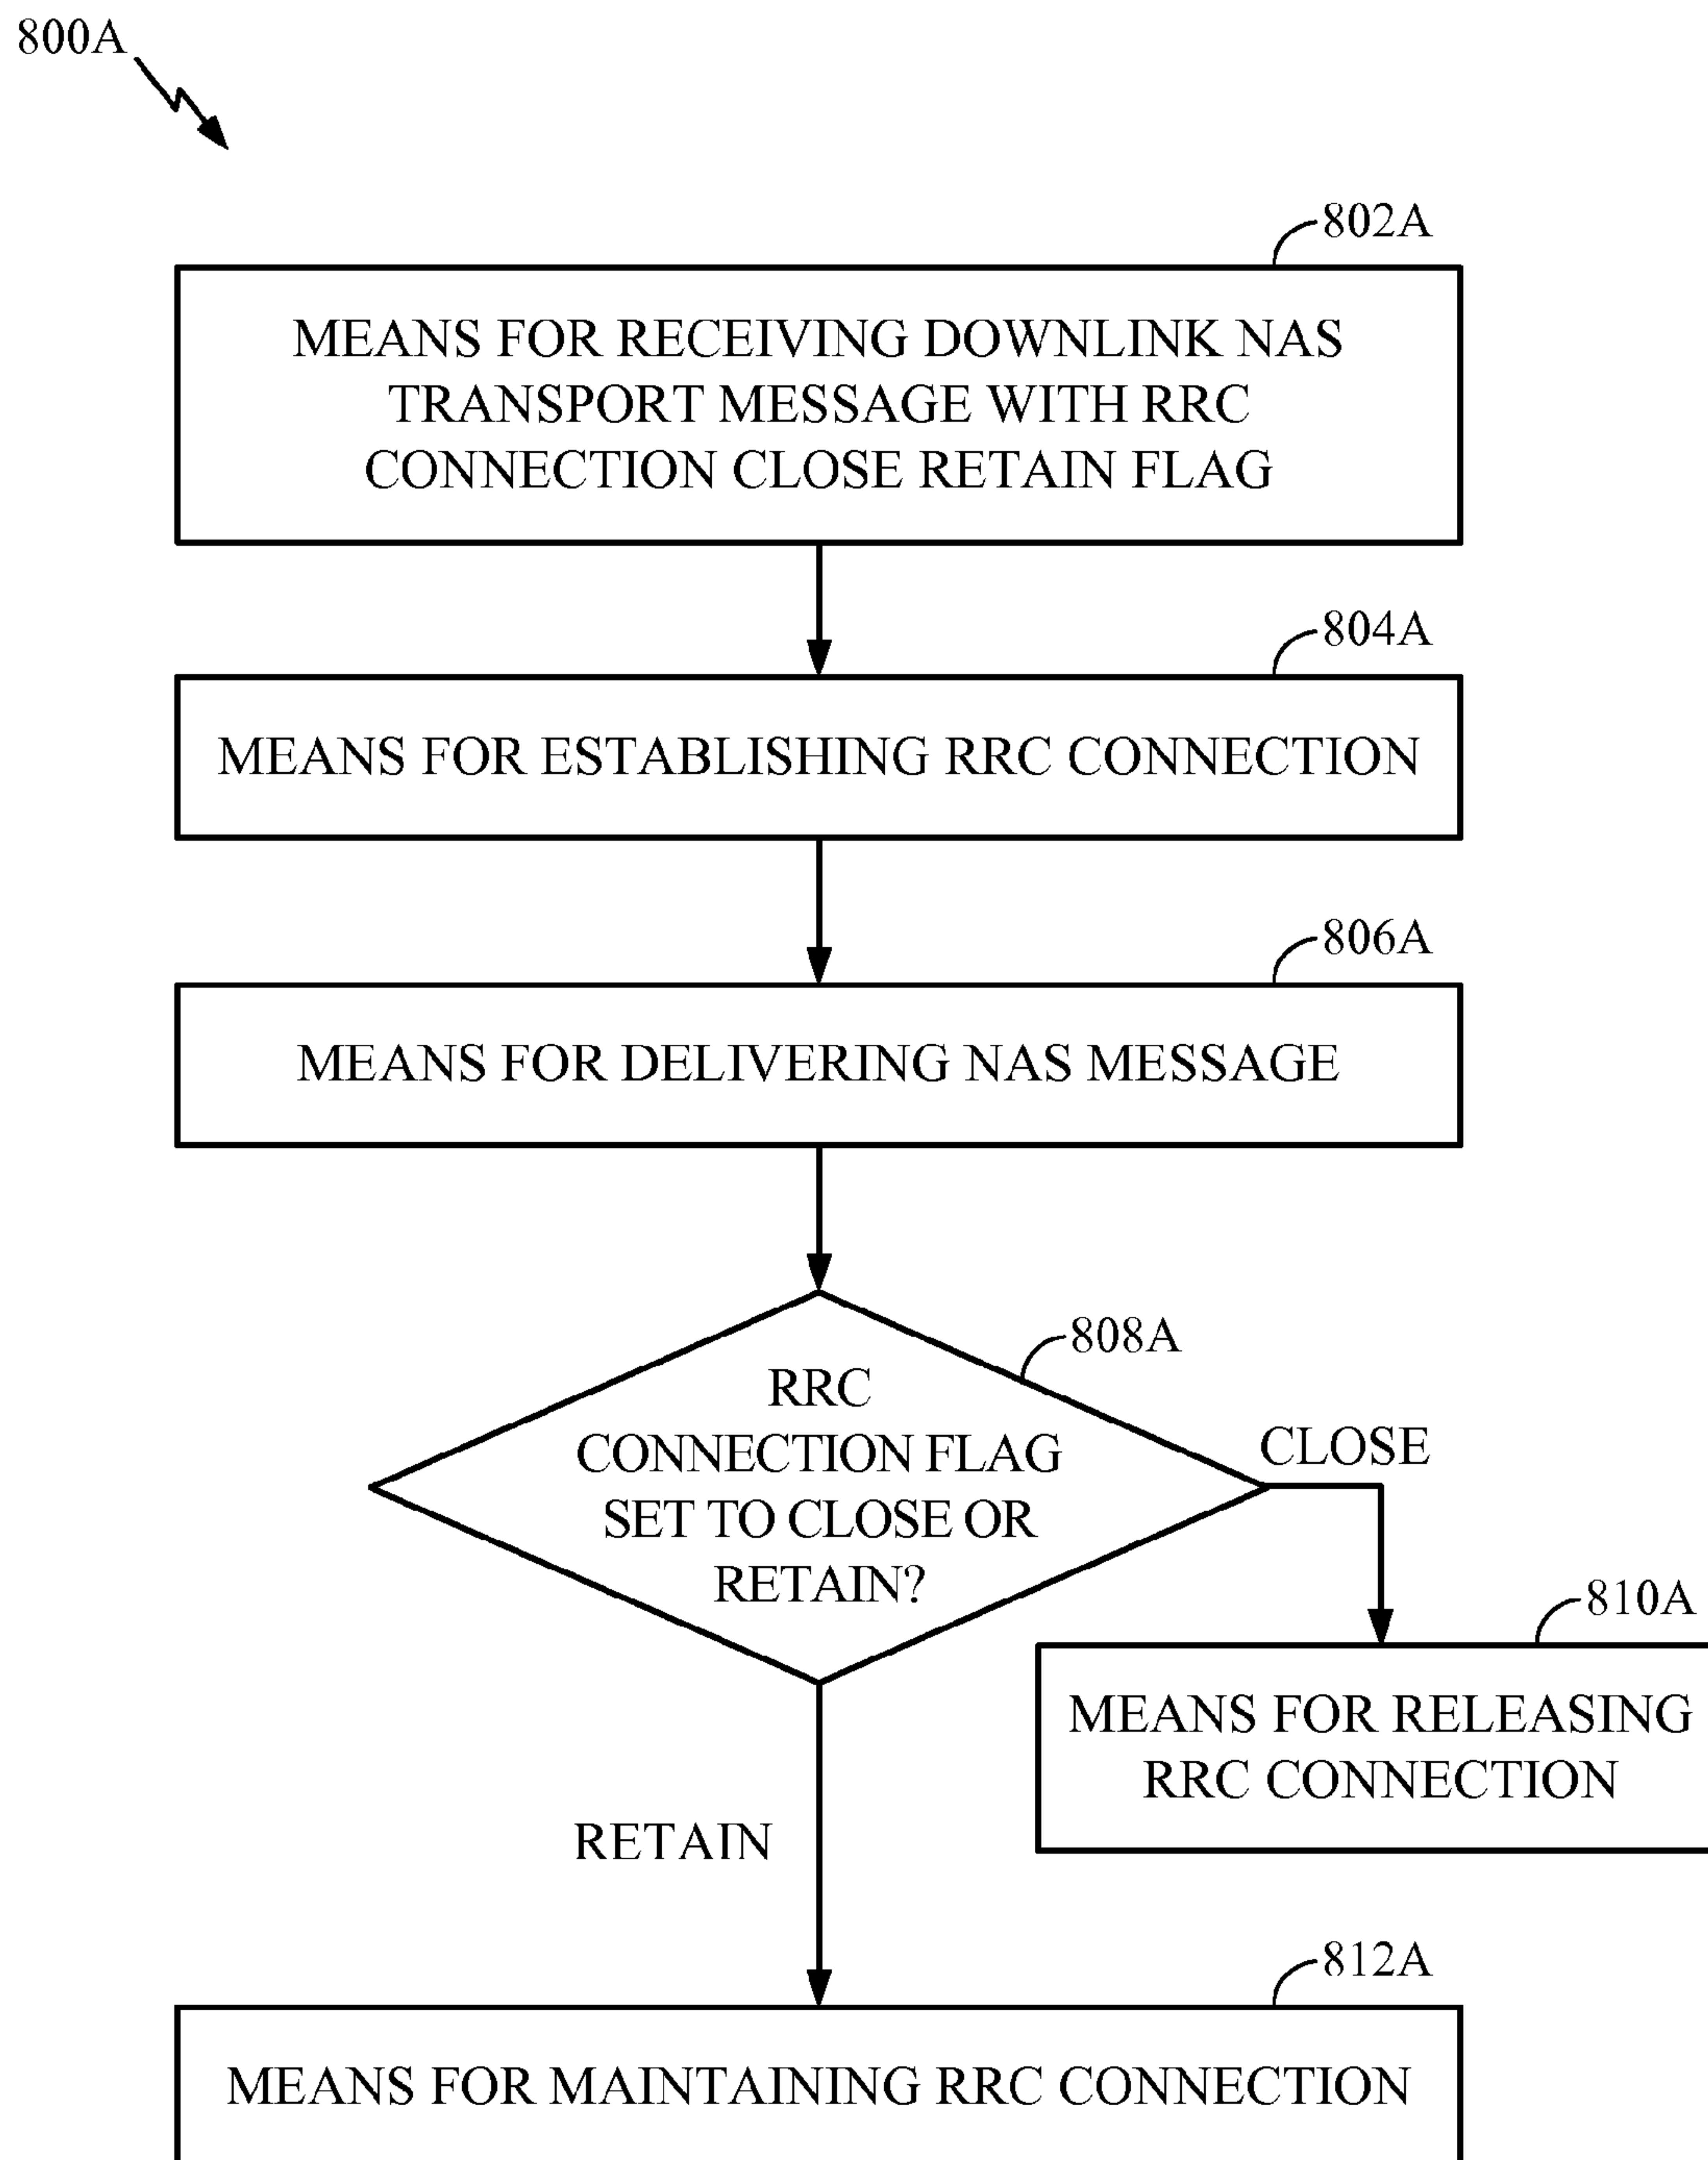 800A
802A
MEANS FOR RECEIVING DOWNLINK NAS
TRANSPORT MESSAGE WITH RRC
CONNECTION CLOSE RETAIN FLAG
804A
MEANS FOR ESTABLISHING RRC CONNECTION
806A
MEANS FOR DELIVERING NAS MESSAGE
808A
RRC
CONNECTION FLAG
SET TO CLOSE OR
RETAIN?
CLOSE
810A
MEANS FOR RELEASING
RRC CONNECTION
RETAIN
812A
MEANS FOR MAINTAINING RRC CONNECTION